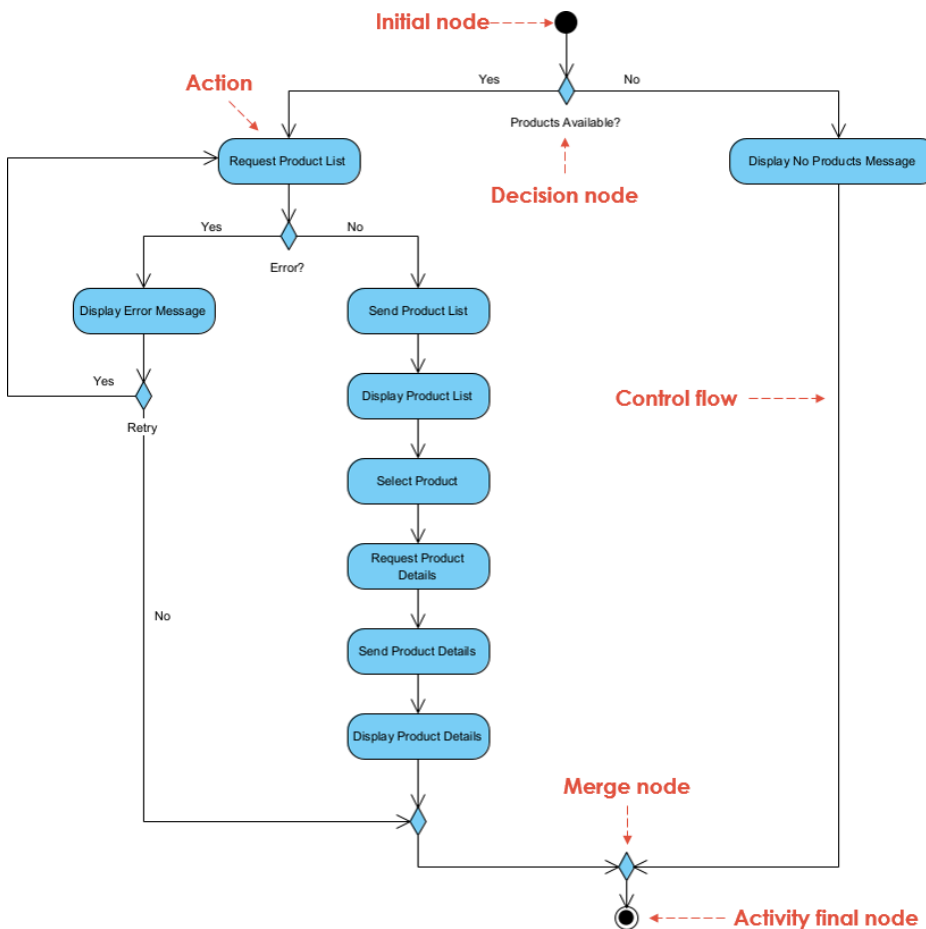 Initial node
Yes
No
Action
Products Available?
Request Product List
Display No Products Message
Decision node
Yes
No
Error?
Display Error Message
Send Product List
Yes
Display Product List
Control flow
Retry
Select Product
Request Product
Details
No
Send Product Details
Display Product Details
Merge node
Activity final node